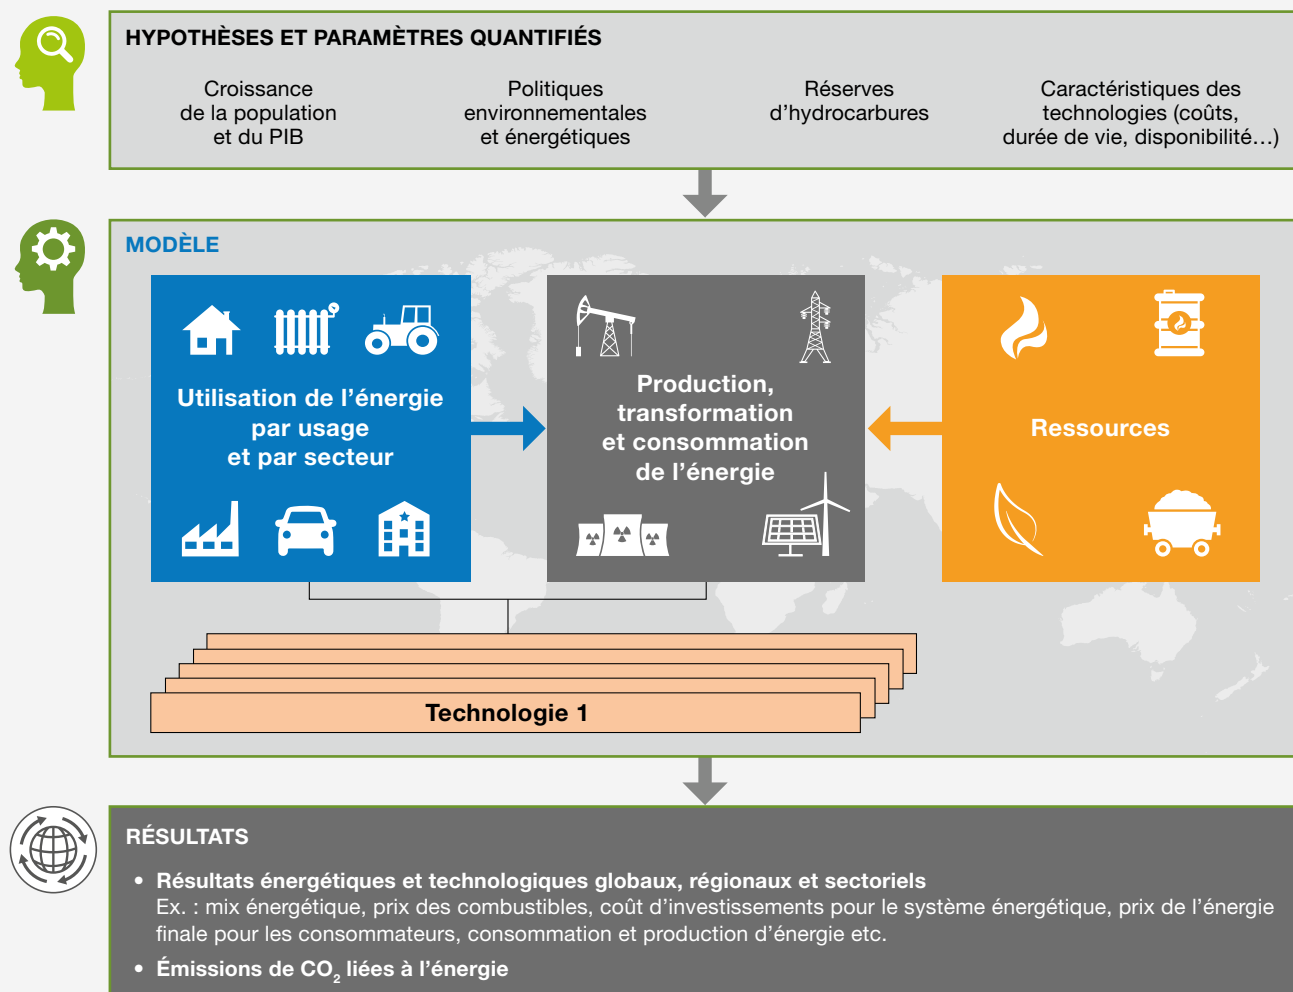 HYPOTHÈSES ET PARAMÈTRES QUANTIFIÉS
Croissance
de la population
et du PIB
Politiques
environnementales
et énergétiques
Réserves
d’hydrocarbures
Caractéristiques des
technologies (coûts,
durée de vie, disponibilité…)
MODÈLE
Utilisation de l’énergie
par usage
et par secteur
Production,
transformation
et consommation
de l’énergie
Ressources
Technologie 1
RÉSULTATS
• Résultats énergétiques et technologiques globaux, régionaux et sectoriels
Ex. : mix énergétique, prix des combustibles, coût d’investissements pour le système énergétique, prix de l’énergie
finale pour les consommateurs, consommation et production d’énergie etc.
• Émissions de CO₂ liées à l’énergie